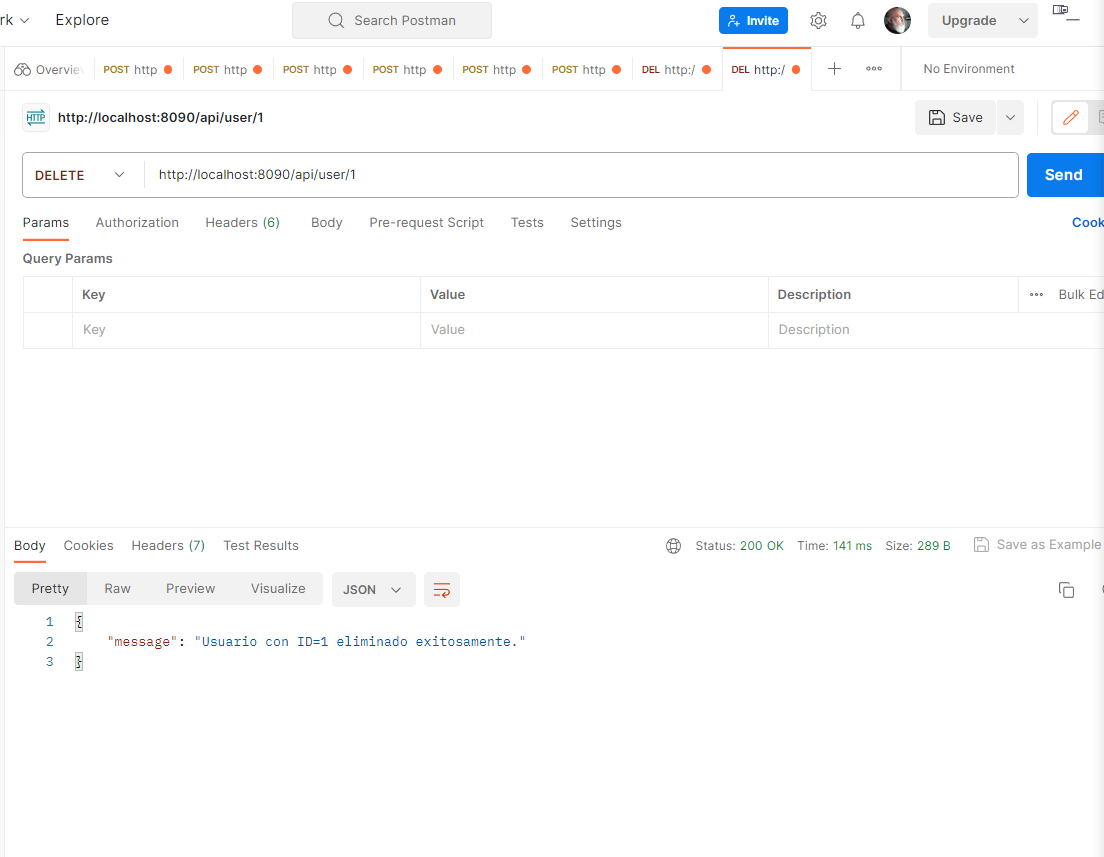 rk Explore Search Postman Invite Upgrade
Overvie POST http POST http POST http POST http POST http POST http DEL http:/ DEL http:/ No Environment
HTTP http://localhost:8090/api/user/1 Save
DELETE http://localhost:8090/api/user/1 Send
Params Authorization Headers (6) Body Pre-request Script Tests Settings Cook
Query Params
Key Value Description Bulk Ed
Key Value Description
Body Cookies Headers (7) Test Results Status: 200 OK Time: 141 ms Size: 289 B Save as Example
Pretty Raw Preview Visualize JSON
1 {
2 "message": "Usuario con ID=1 eliminado exitosamente."
3 }